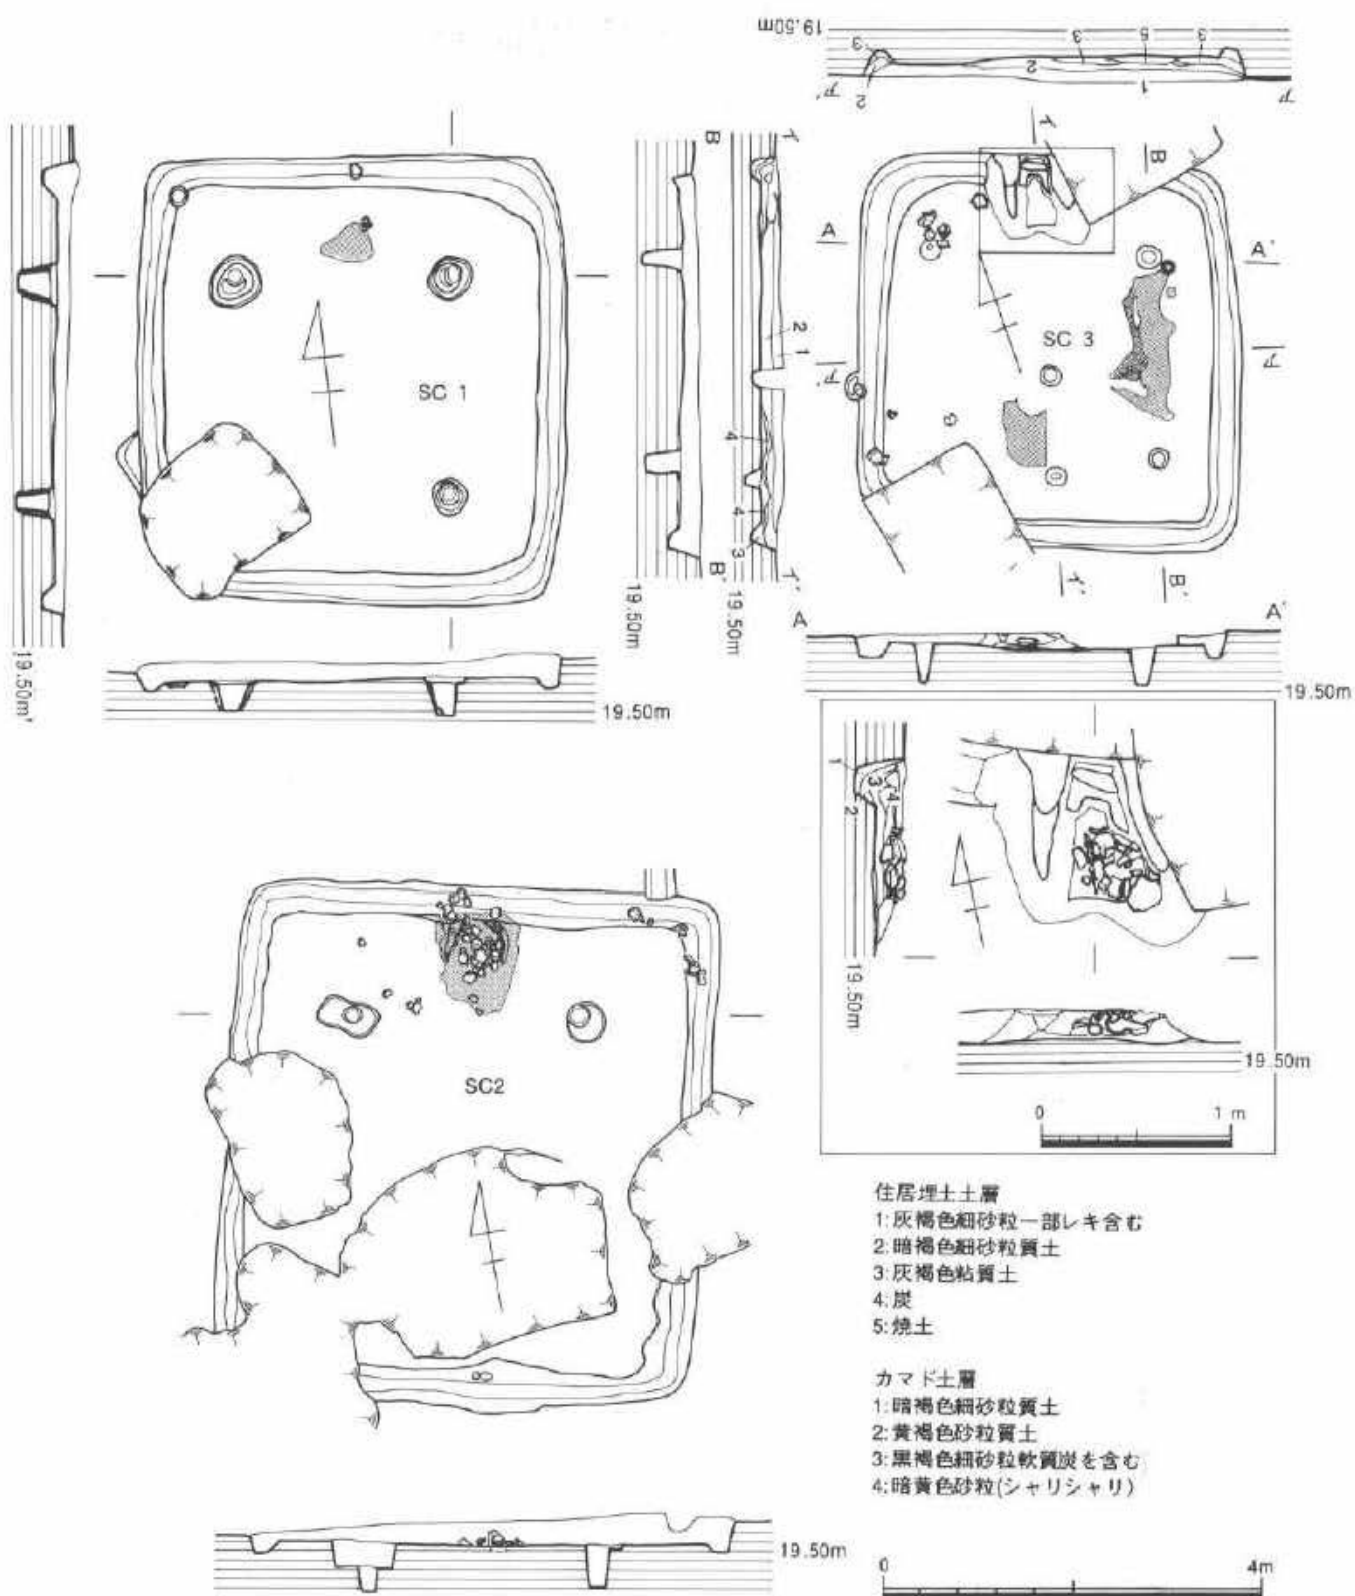 19.50m
3 3 5 3
2 2 1
ア' ア
イ
B
B イ
A A'
SC 1
SC 3
2
1
ア' ア
4
4
3
B' イ'
イ' B'
19.50m
19.50m
19.50m'
19.50m
A A'
19.50m
1
3
4
2
19.50m
19.50m
0 1 m
SC2
住居埋土土層
1:灰褐色細砂粒一部レキ含む
2:暗褐色細砂粒質土
3:灰褐色粘質土
4:炭
5:焼土
カマド土層
1:暗褐色細砂粒質土
2:黄褐色砂粒質土
3:黒褐色細砂粒軟質炭を含む
4:暗黄色砂粒(シャリシャリ)
19.50m
0 4m